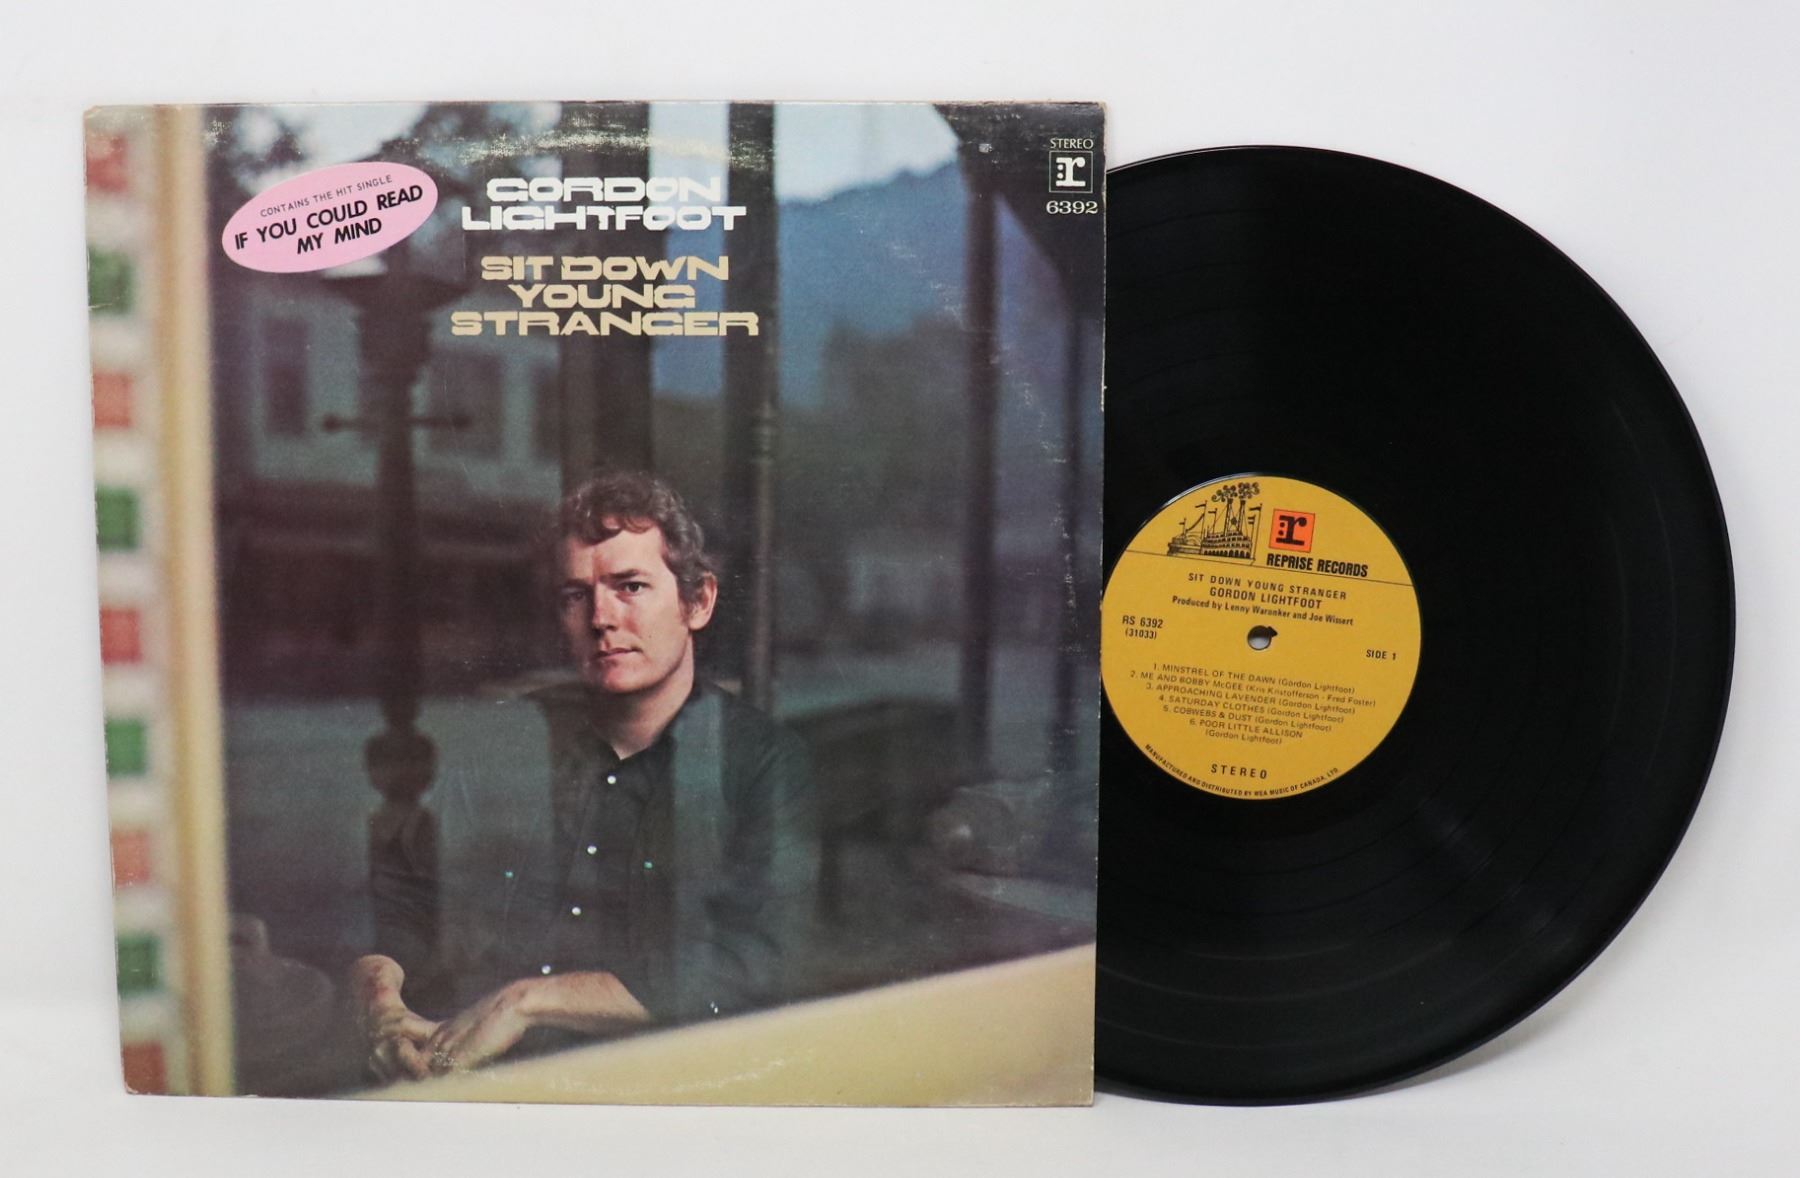 CONTAINS THE HIT SINGLE
IF YOU COULD READ
MY MIND
GORDON
LIGHTFOOT
SIT DOWN
YOUNG
STRANGER
STEREO
r
6392
r
REPRISE RECORDS
SIT DOWN YOUNG STRANGER
GORDON LIGHTFOOT
Produced by Lenny Waronker and Joe Wissert
RS 6392
(31033)
SIDE 1
1. MINSTREL OF THE DAWN (Gordon Lightfoot)
2. ME AND BOBBY McGEE (Kris Kristofferson - Fred Foster)
3. APPROACHING LAVENDER (Gordon Lightfoot)
4. SATURDAY CLOTHES (Gordon Lightfoot)
5. COBWEBS & DUST (Gordon Lightfoot)
6. POOR LITTLE ALLISON
(Gordon Lightfoot)
STEREO
MANUFACTURED AND DISTRIBUTED BY WEA MUSIC OF CANADA, LTD.